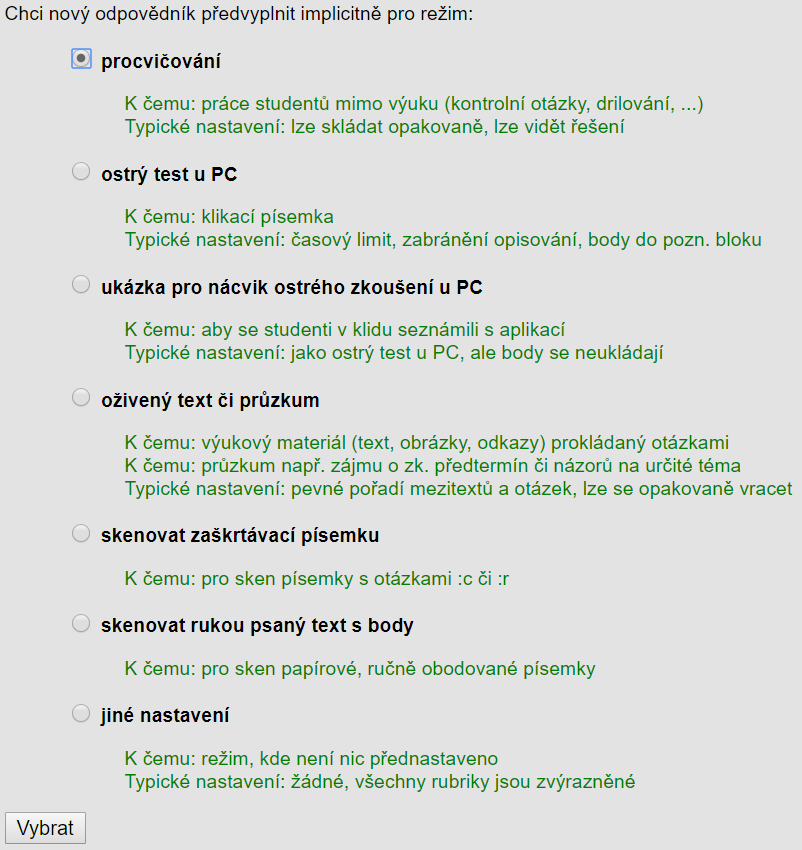 Chci nový odpovědník předvyplnit implicitně pro režim:
procvičování
K čemu: práce studentů mimo výuku (kontrolní otázky, drilování, ...)
Typické nastavení: lze skládat opakovaně, lze vidět řešení
ostrý test u PC
K čemu: klikací písemka
Typické nastavení: časový limit, zabránění opisování, body do pozn. bloku
ukázka pro nácvik ostrého zkoušení u PC
K čemu: aby se studenti v klidu seznámili s aplikací
Typické nastavení: jako ostrý test u PC, ale body se neukládají
oživený text či průzkum
K čemu: výukový materiál (text, obrázky, odkazy) prokládaný otázkami
K čemu: průzkum např. zájmu o zk. předtermín či názorů na určité téma
Typické nastavení: pevné pořadí mezitextů a otázek, lze se opakovaně vracet
skenovat zaškrtávací písemku
K čemu: pro sken písemky s otázkami :c či :r
skenovat rukou psaný text s body
K čemu: pro sken papírové, ručně obodované písemky
jiné nastavení
K čemu: režim, kde není nic přednastaveno
Typické nastavení: žádné, všechny rubriky jsou zvýrazněné
Vybrat